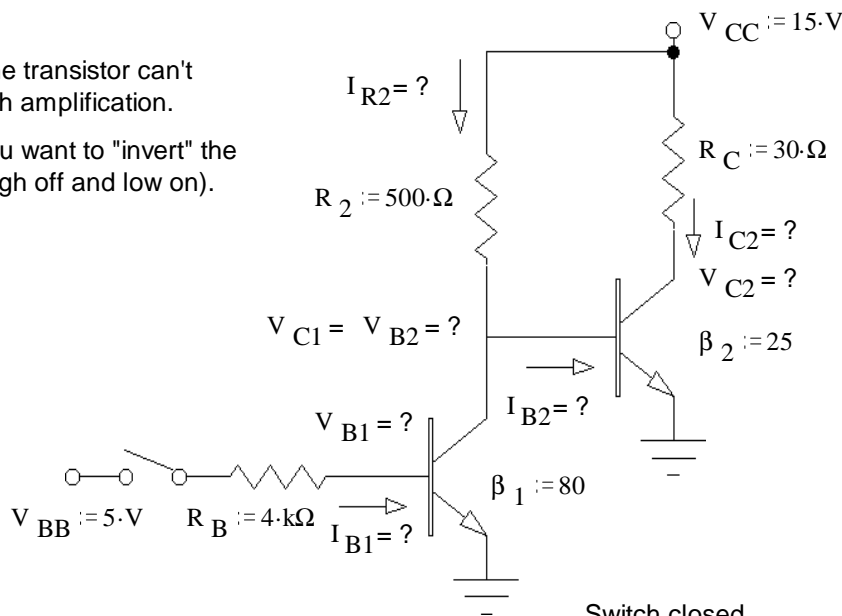 V CC := 15·V
e transistor can't
h amplification.
I R2 = ?
u want to "invert" the
gh off and low on).
R C := 30·Ω
R 2 := 500·Ω
I C2 = ?
V C2 = ?
V C1 = V B2 = ?
β 2 := 25
I B2 = ?
V B1 = ?
β 1 := 80
V BB := 5·V
R B := 4·kΩ
I B1 = ?
Switch closed